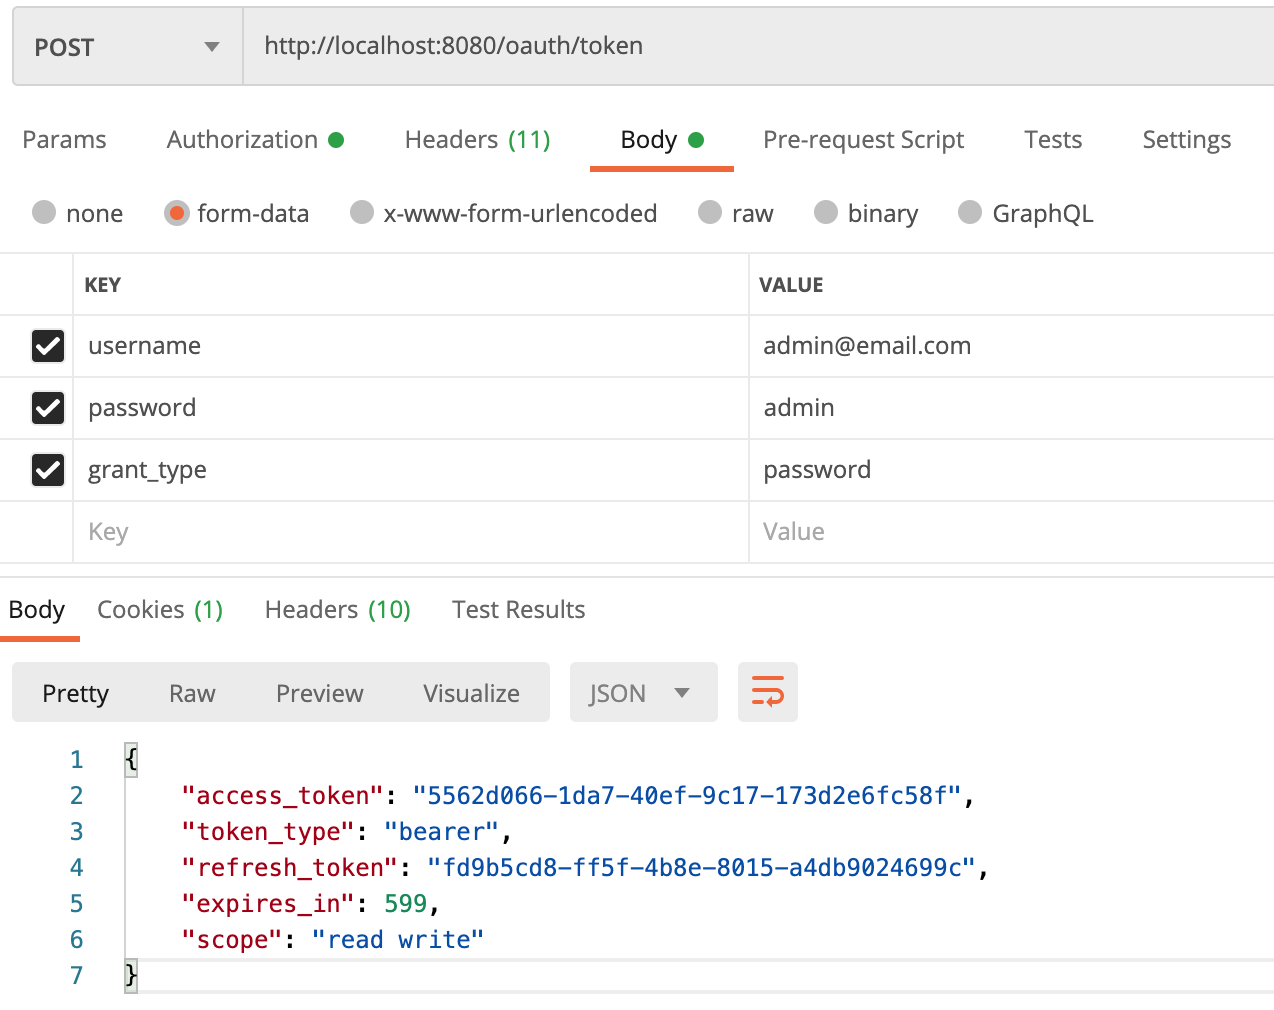 POST http://localhost:8080/oauth/token
Params Authorization Headers (11) Body Pre-request Script Tests Settings
none form-data x-www-form-urlencoded raw binary GraphQL
KEY VALUE
username admin@email.com
password admin
grant_type password
Key Value
Body Cookies (1) Headers (10) Test Results
Pretty Raw Preview Visualize JSON
1 {
2 "access_token": "5562d066-1da7-40ef-9c17-173d2e6fc58f",
3 "token_type": "bearer",
4 "refresh_token": "fd9b5cd8-ff5f-4b8e-8015-a4db9024699c",
5 "expires_in": 599,
6 "scope": "read write"
7 }